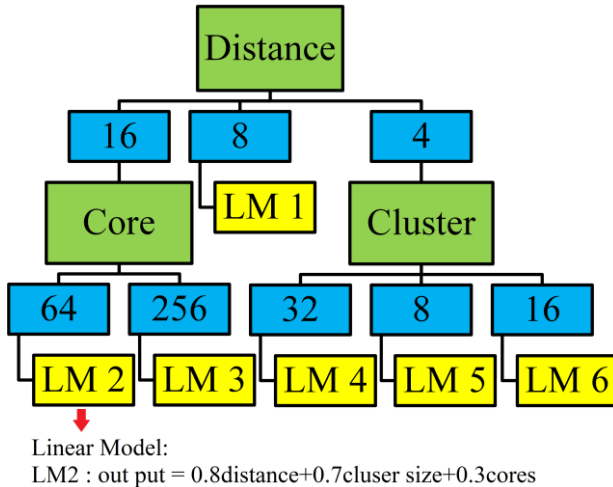 Distance
16 8 4
Core LM 1 Cluster
64 256 32 8 16
LM 2 LM 3 LM 4 LM 5 LM 6
Linear Model:
LM2 : out put = 0.8distance+0.7cluser size+0.3cores